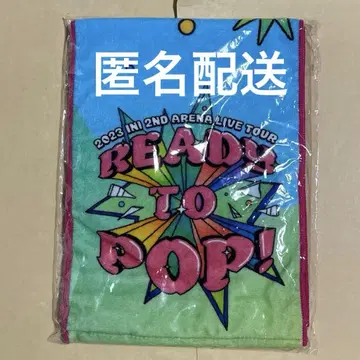 匿名配送
2023 INI 2ND ARENA LIVE TOUR
READY
TO
POP!